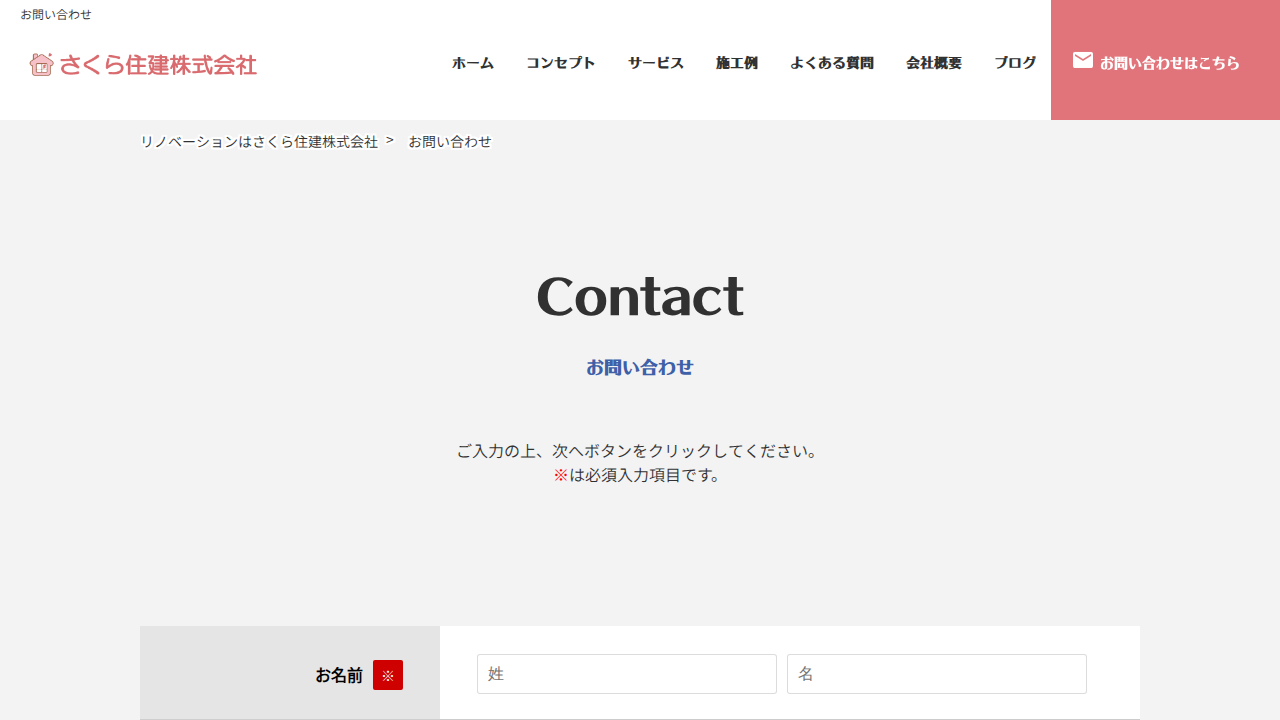 お問い合わせ
さくら住建株式会社
ホーム コンセプト サービス 施工例 よくある質問 会社概要 ブログ お問い合わせはこちら
リノベーションはさくら住建株式会社 > お問い合わせ
Contact
お問い合わせ
ご入力の上、次へボタンをクリックしてください。
※は必須入力項目です。
お名前 ※ 姓 名